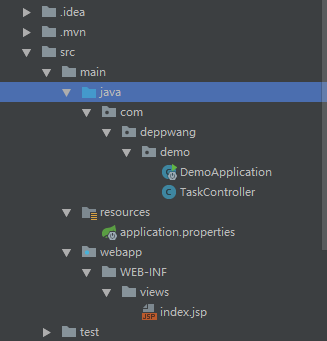 .idea
.mvn
src
main
java
com
deppwang
demo
DemoApplication
TaskController
resources
application.properties
webapp
WEB-INF
views
index.jsp
test